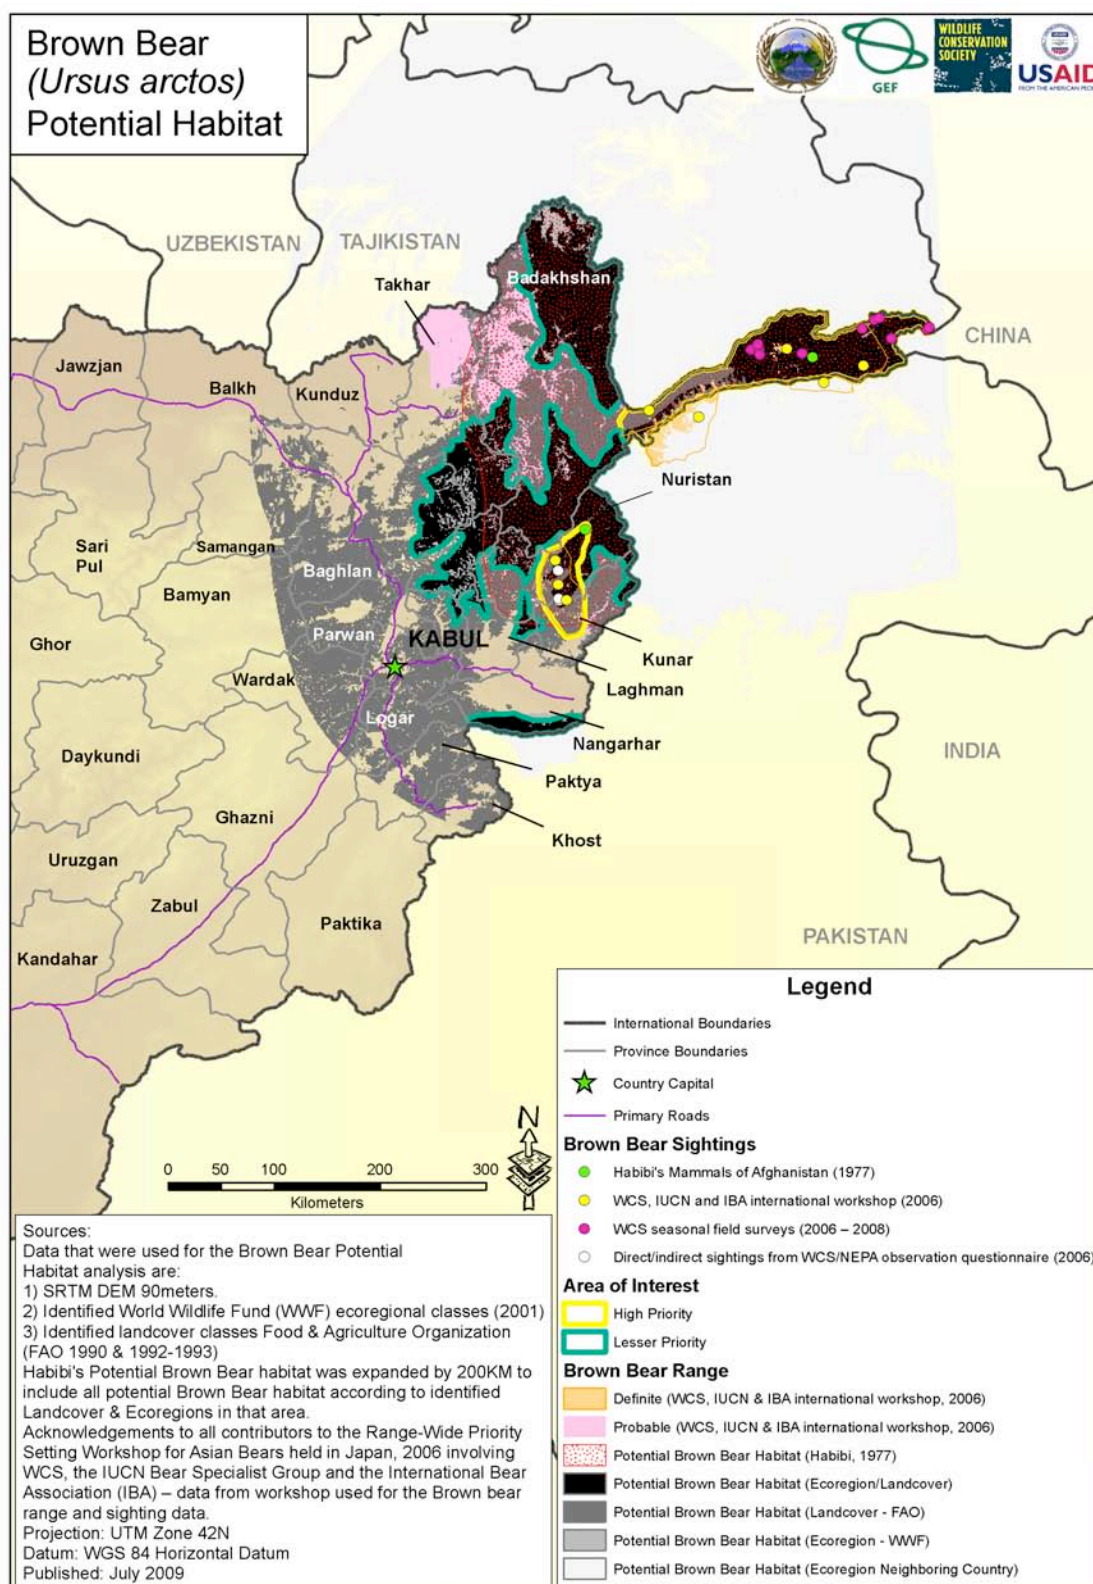 Brown Bear
(Ursus arctos)
Potential Habitat
GEF
WILDLIFE
CONSERVATION
SOCIETY
USAID
FROM THE AMERICAN PEOPLE
UZBEKISTAN
TAJIKISTAN
Takhar
Badakhshan
CHINA
Jawzjan
Balkh
Kunduz
Nuristan
Sari
Pul
Samangan
Baghlan
Bamyan
Ghor
Parwan
KABUL
Kunar
Wardak
Laghman
Logar
Nangarhar
INDIA
Daykundi
Paktya
Ghazni
Khost
Uruzgan
Zabul
Paktika
Kandahar
PAKISTAN
N
0 50 100 200 300
Kilometers
Legend
International Boundaries
Province Boundaries
Country Capital
Primary Roads
Brown Bear Sightings
Habibi's Mammals of Afghanistan (1977)
WCS, IUCN and IBA international workshop (2006)
WCS seasonal field surveys (2006 – 2008)
Direct/indirect sightings from WCS/NEPA observation questionnaire (2006)
Area of Interest
High Priority
Lesser Priority
Brown Bear Range
Definite (WCS, IUCN & IBA international workshop, 2006)
Probable (WCS, IUCN & IBA international workshop, 2006)
Potential Brown Bear Habitat (Habibi, 1977)
Potential Brown Bear Habitat (Ecoregion/Landcover)
Potential Brown Bear Habitat (Landcover - FAO)
Potential Brown Bear Habitat (Ecoregion - WWF)
Potential Brown Bear Habitat (Ecoregion Neighboring Country)
Sources:
Data that were used for the Brown Bear Potential
Habitat analysis are:
1) SRTM DEM 90meters.
2) Identified World Wildlife Fund (WWF) ecoregional classes (2001)
3) Identified landcover classes Food & Agriculture Organization
(FAO 1990 & 1992-1993)
Habibi's Potential Brown Bear habitat was expanded by 200KM to
include all potential Brown Bear habitat according to identified
Landcover & Ecoregions in that area.
Acknowledgements to all contributors to the Range-Wide Priority
Setting Workshop for Asian Bears held in Japan, 2006 involving
WCS, the IUCN Bear Specialist Group and the International Bear
Association (IBA) – data from workshop used for the Brown bear
range and sighting data.
Projection: UTM Zone 42N
Datum: WGS 84 Horizontal Datum
Published: July 2009